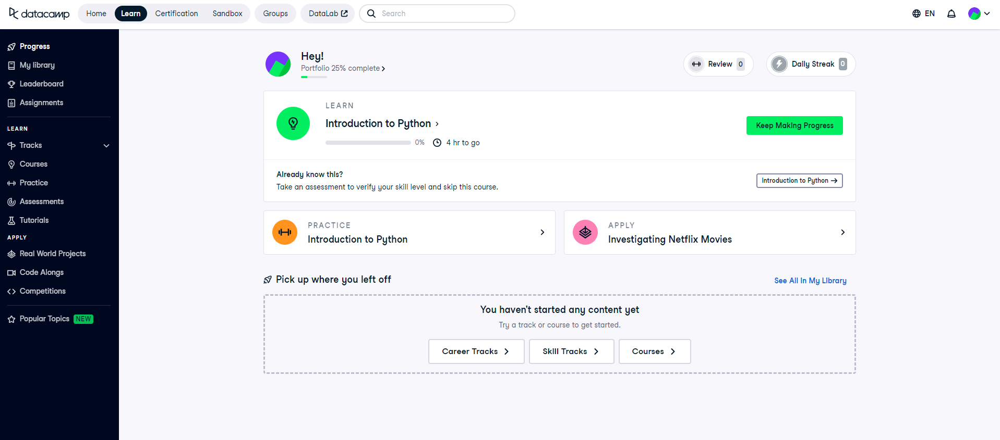 datacamp
Home
Learn
Certification
Sandbox
Groups
DataLab
Search
EN
Progress
My library
Leaderboard
Assignments
LEARN
Tracks
Courses
Practice
Assessments
Tutorials
APPLY
Real World Projects
Code Alongs
Competitions
Popular Topics NEW
Hey!
Portfolio 25% complete
Review 0
Daily Streak 0
LEARN
Introduction to Python
0% 4 hr to go
Keep Making Progress
Already know this?
Take an assessment to verify your skill level and skip this course.
Introduction to Python
PRACTICE
Introduction to Python
APPLY
Investigating Netflix Movies
Pick up where you left off
See All In My Library
You haven't started any content yet
Try a track or course to get started.
Career Tracks
Skill Tracks
Courses